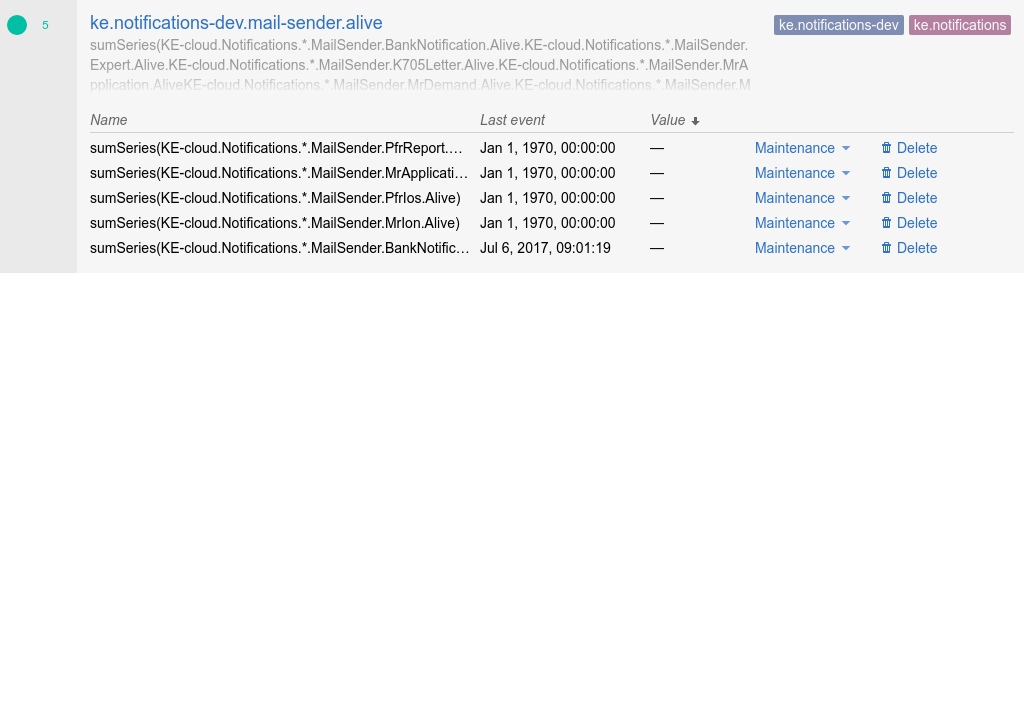 5
ke.notifications-dev.mail-sender.alive
ke.notifications-dev ke.notifications
sumSeries(KE-cloud.Notifications.*.MailSender.BankNotification.Alive.KE-cloud.Notifications.*.MailSender.
Expert.Alive.KE-cloud.Notifications.*.MailSender.K705Letter.Alive.KE-cloud.Notifications.*.MailSender.MrA
pplication.AliveKE-cloud.Notifications.*.MailSender.MrDemand.Alive.KE-cloud.Notifications.*.MailSender.M
Name Last event Value
sumSeries(KE-cloud.Notifications.*.MailSender.PfrReport.… Jan 1, 1970, 00:00:00 — Maintenance Delete
sumSeries(KE-cloud.Notifications.*.MailSender.MrApplicati… Jan 1, 1970, 00:00:00 — Maintenance Delete
sumSeries(KE-cloud.Notifications.*.MailSender.PfrIos.Alive) Jan 1, 1970, 00:00:00 — Maintenance Delete
sumSeries(KE-cloud.Notifications.*.MailSender.MrIon.Alive) Jan 1, 1970, 00:00:00 — Maintenance Delete
sumSeries(KE-cloud.Notifications.*.MailSender.BankNotific… Jul 6, 2017, 09:01:19 — Maintenance Delete